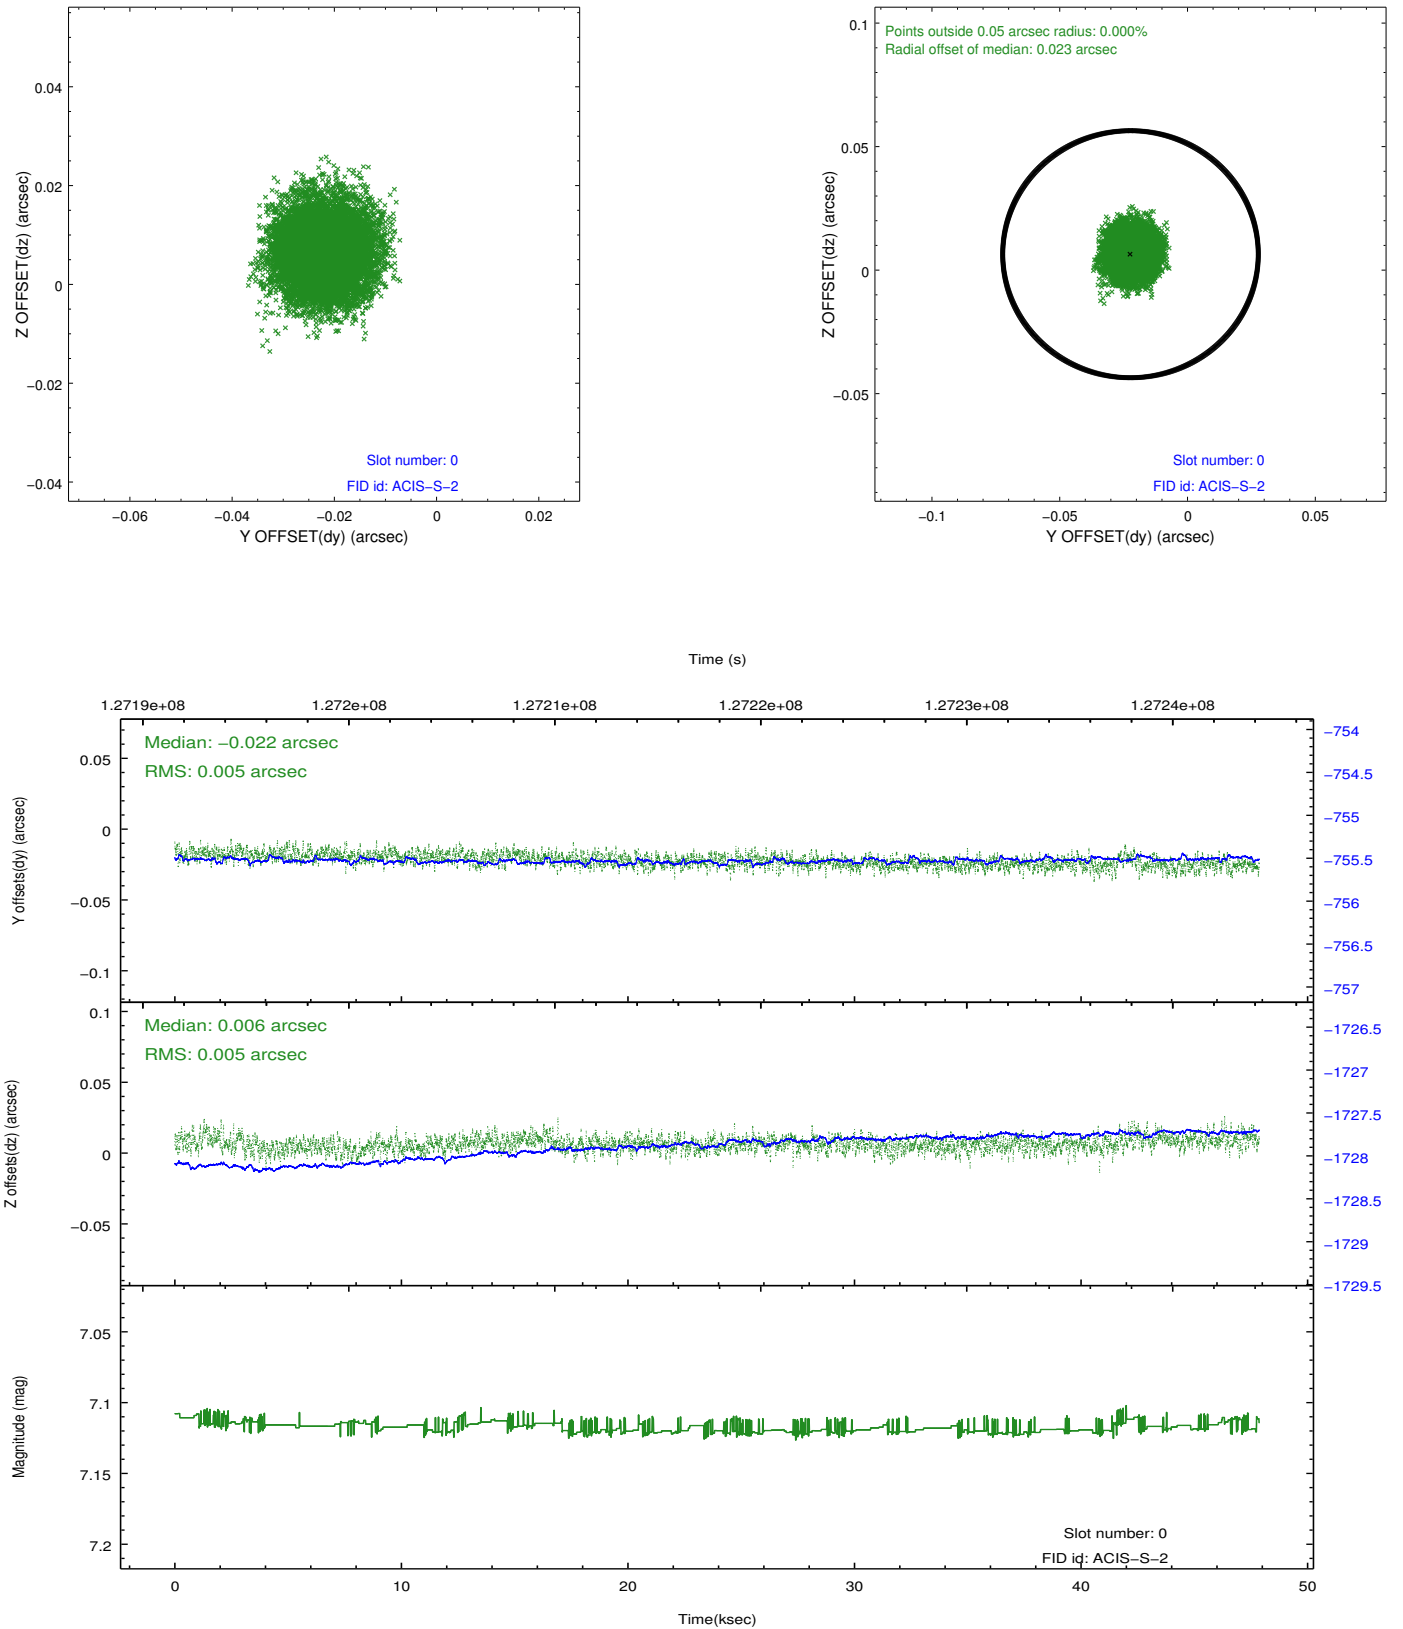 0.04
0.02
0
−0.02
−0.04
Z OFFSET(dz) (arcsec)
Slot number: 0
FID id: ACIS−S−2
−0.06
−0.04
−0.02
0
0.02
Y OFFSET(dy) (arcsec)
Points outside 0.05 arcsec radius: 0.000%
Radial offset of median: 0.023 arcsec
0.1
0.05
0
−0.05
Z OFFSET(dz) (arcsec)
Slot number: 0
FID id: ACIS−S−2
−0.1
−0.05
0
0.05
Y OFFSET(dy) (arcsec)
Time (s)
1.2719e+08
1.272e+08
1.2721e+08
1.2722e+08
1.2723e+08
1.2724e+08
Median: −0.022 arcsec
RMS: 0.005 arcsec
0.05
0
−0.05
−0.1
Y offsets(dy) (arcsec)
−754
−754.5
−755
−755.5
−756
−756.5
−757
Median: 0.006 arcsec
RMS: 0.005 arcsec
0.1
0.05
0
−0.05
Z offsets(dz) (arcsec)
−1726.5
−1727
−1727.5
−1728
−1728.5
−1729
−1729.5
7.05
7.1
7.15
7.2
Magnitude (mag)
Slot number: 0
FID id: ACIS−S−2
0
10
20
30
40
50
Time(ksec)